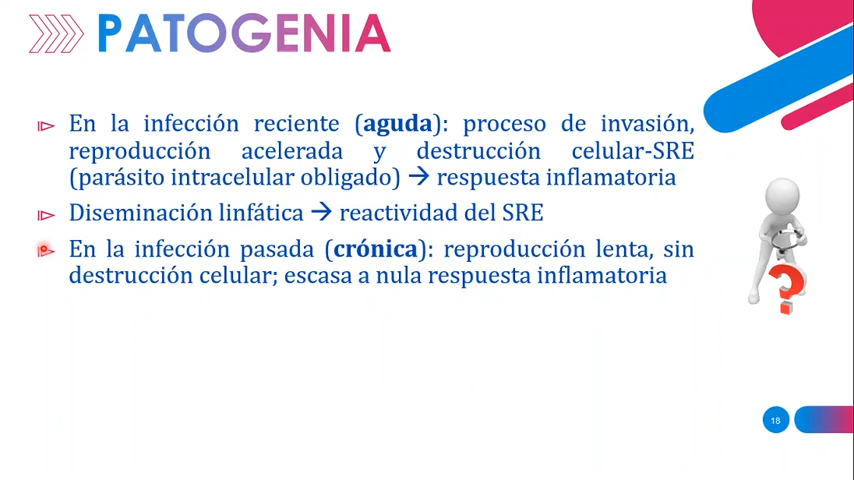 PATOGENIA
En la infección reciente (aguda): proceso de invasión,
reproducción acelerada y destrucción celular-SRE
(parásito intracelular obligado) → respuesta inflamatoria
Diseminación linfática → reactividad del SRE
En la infección pasada (crónica): reproducción lenta, sin
destrucción celular; escasa a nula respuesta inflamatoria
?
18